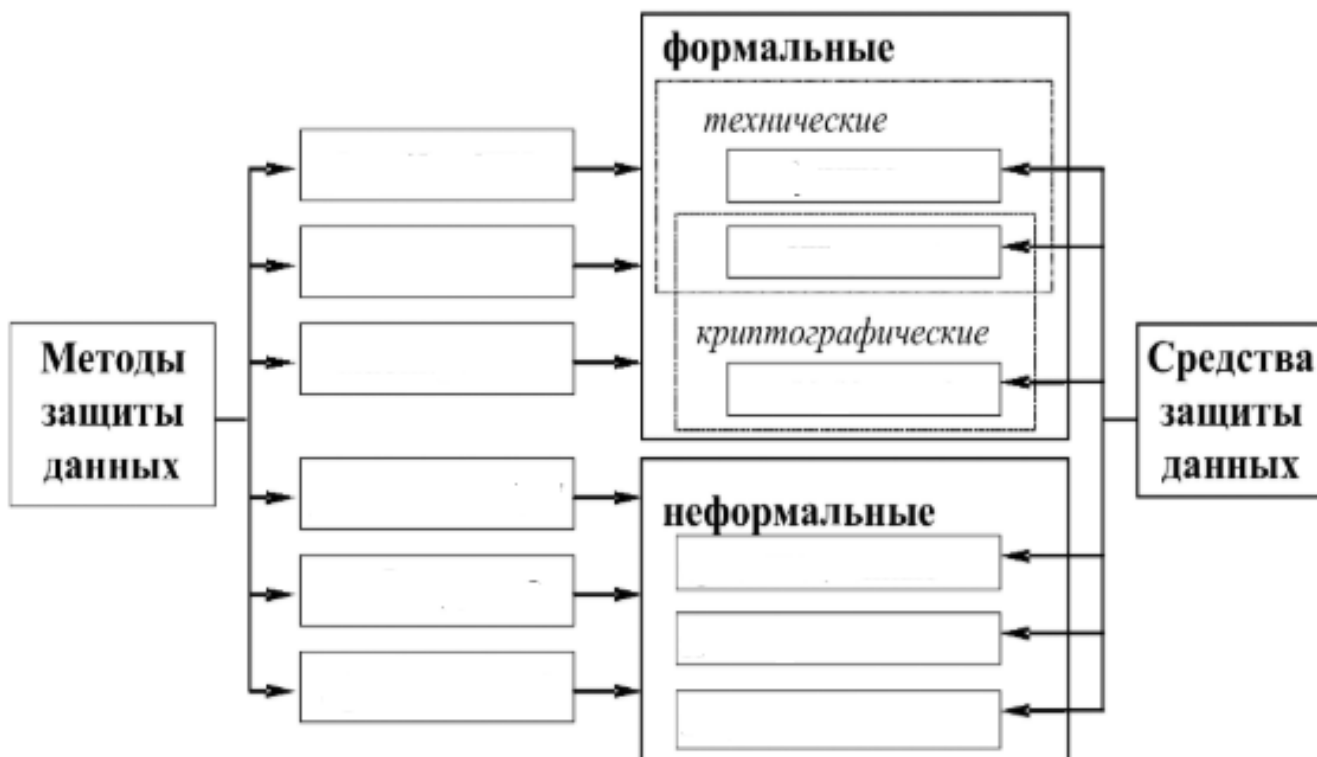 формальные
технические
криптографические
Методы
защиты
данных
Средства
защиты
данных
неформальные